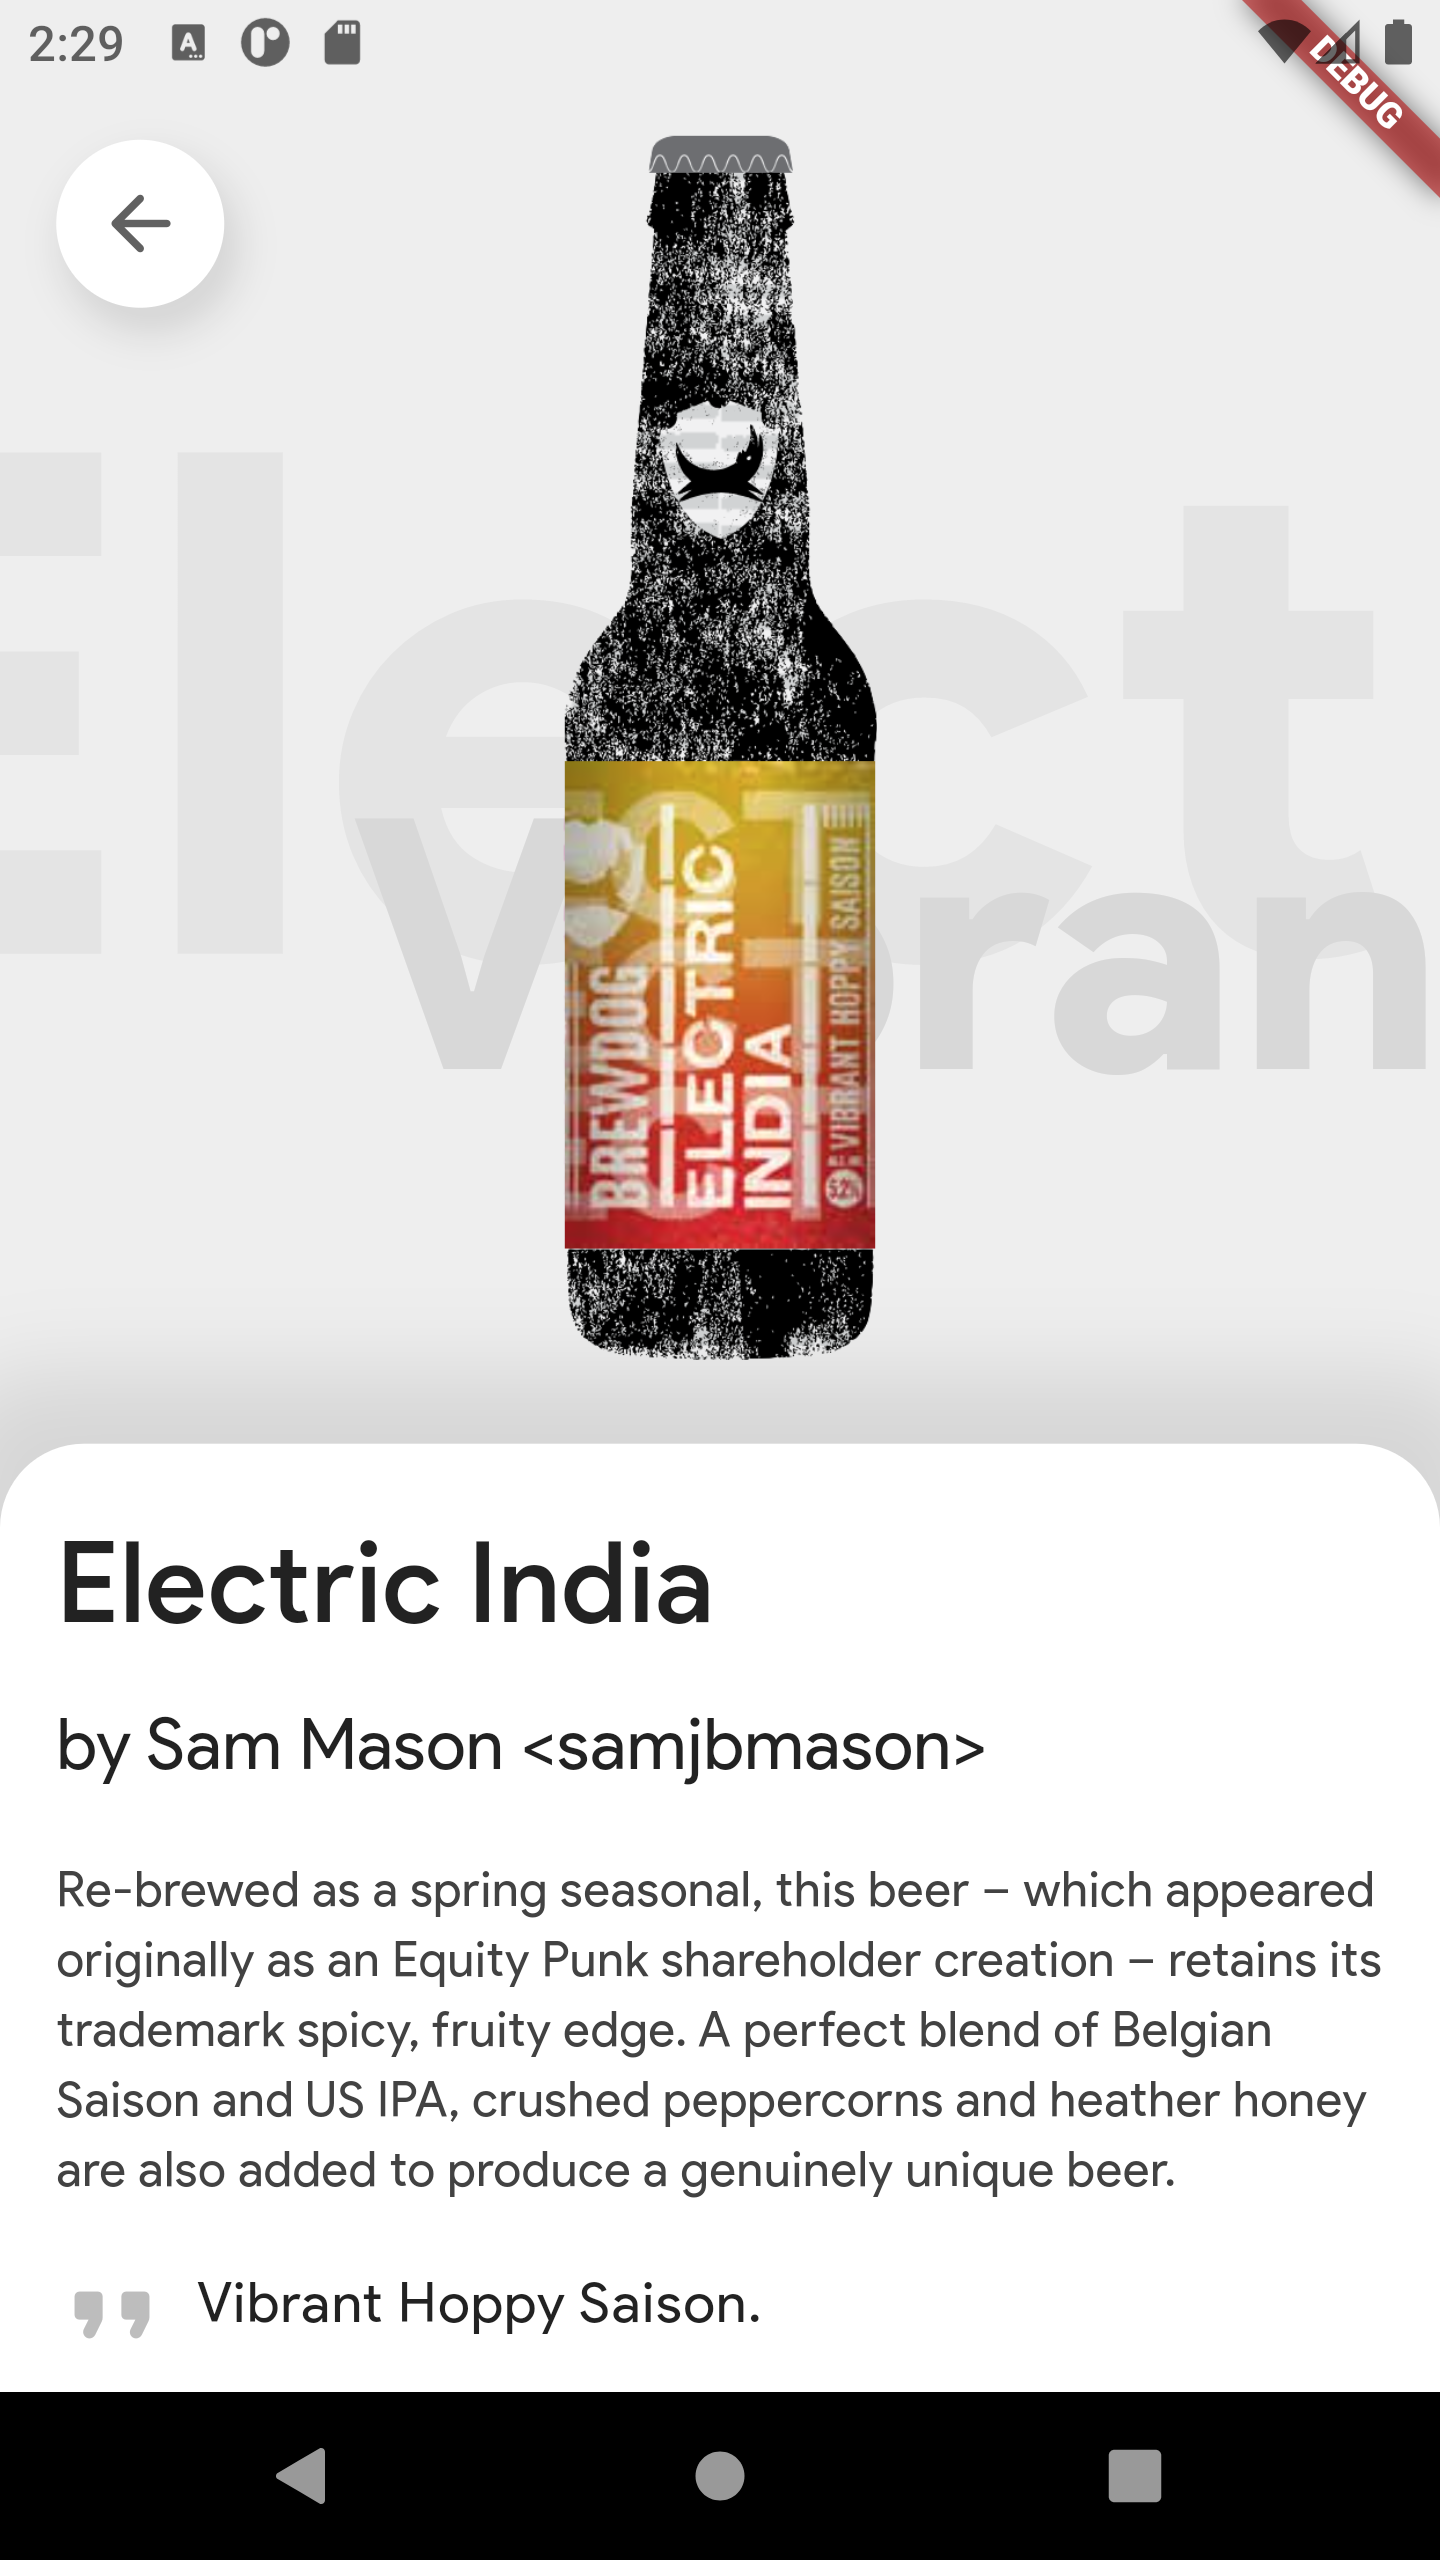 2:29
DEBUG
Elect
Vibran
BREWDOG
ELECTRIC
INDIA
5.2%
VIBRANT HOPPY SAISON
Electric India
by Sam Mason <samjbmason>
Re-brewed as a spring seasonal, this beer – which appeared
originally as an Equity Punk shareholder creation – retains its
trademark spicy, fruity edge. A perfect blend of Belgian
Saison and US IPA, crushed peppercorns and heather honey
are also added to produce a genuinely unique beer.
Vibrant Hoppy Saison.